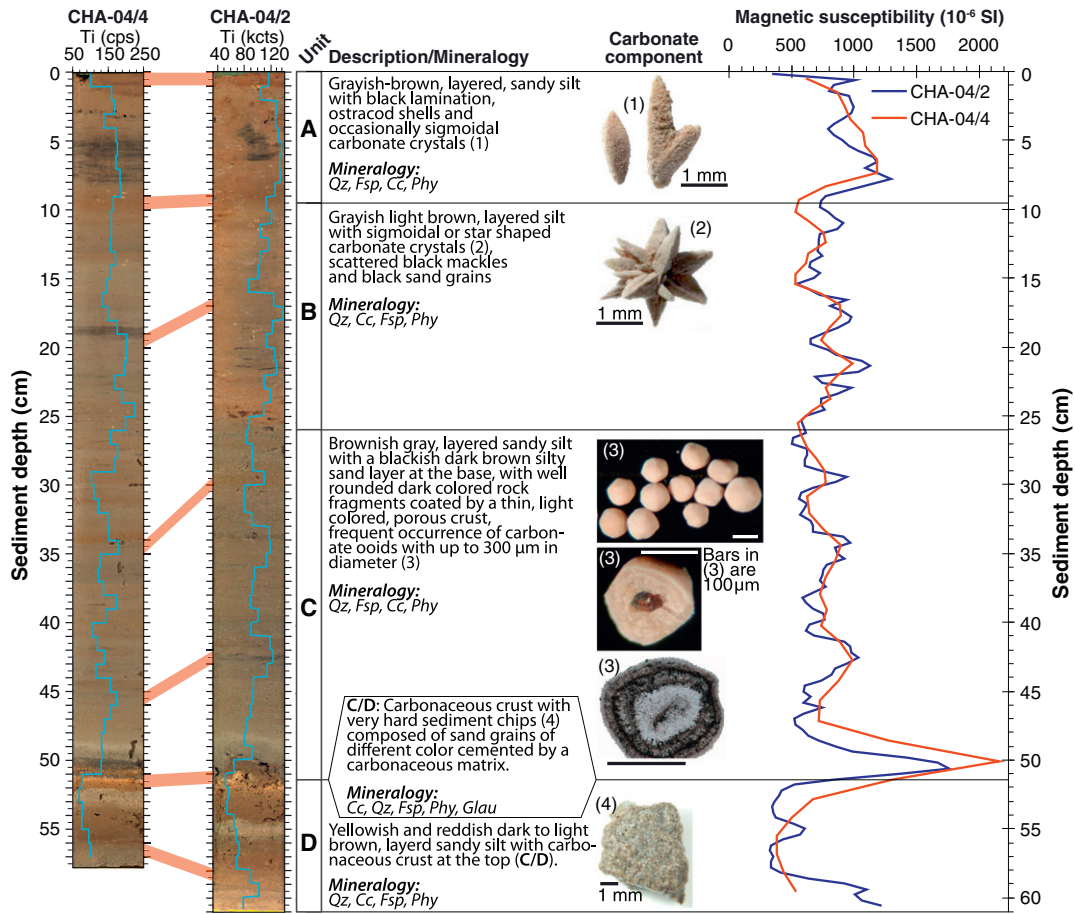 CHA-04/4
Ti (cps)
50 150 250
CHA-04/2
Ti (kcts)
40 80 120
Unit
Description/Mineralogy
Carbonate
component
Magnetic susceptibility (10⁻⁶ SI)
0 500 1000 1500 2000
CHA-04/2
CHA-04/4
Sediment depth (cm)
0
5
10
15
20
25
30
35
40
45
50
55
A
Grayish-brown, layered, sandy silt
with black lamination,
ostracod shells and
occasionally sigmoidal
carbonate crystals (1)
Mineralogy:
Qz, Fsp, Cc, Phy
(1)
1 mm
B
Grayish light brown, layered silt
with sigmoidal or star shaped
carbonate crystals (2),
scattered black mackles
and black sand grains
Mineralogy:
Qz, Cc, Fsp, Phy
(2)
1 mm
C
Brownish gray, layered sandy silt
with a blackish dark brown silty
sand layer at the base, with well
rounded dark colored rock
fragments coated by a thin, light
colored, porous crust,
frequent occurrence of carbon-
ate ooids with up to 300 µm in
diameter (3)
Mineralogy:
Qz, Fsp, Cc, Phy
(3)
(3)
Bars in
(3) are
100µm
(3)
C/D: Carbonaceous crust with
very hard sediment chips (4)
composed of sand grains of
different color cemented by a
carbonaceous matrix.
Mineralogy:
Cc, Qz, Fsp, Phy, Glau
D
Yellowish and reddish dark to light
brown, layerd sandy silt with carbo-
naceous crust at the top (C/D).
Mineralogy:
Qz, Cc, Fsp, Phy
(4)
1 mm
0
5
10
15
20
25
30
35
40
45
50
55
60
Sediment depth (cm)